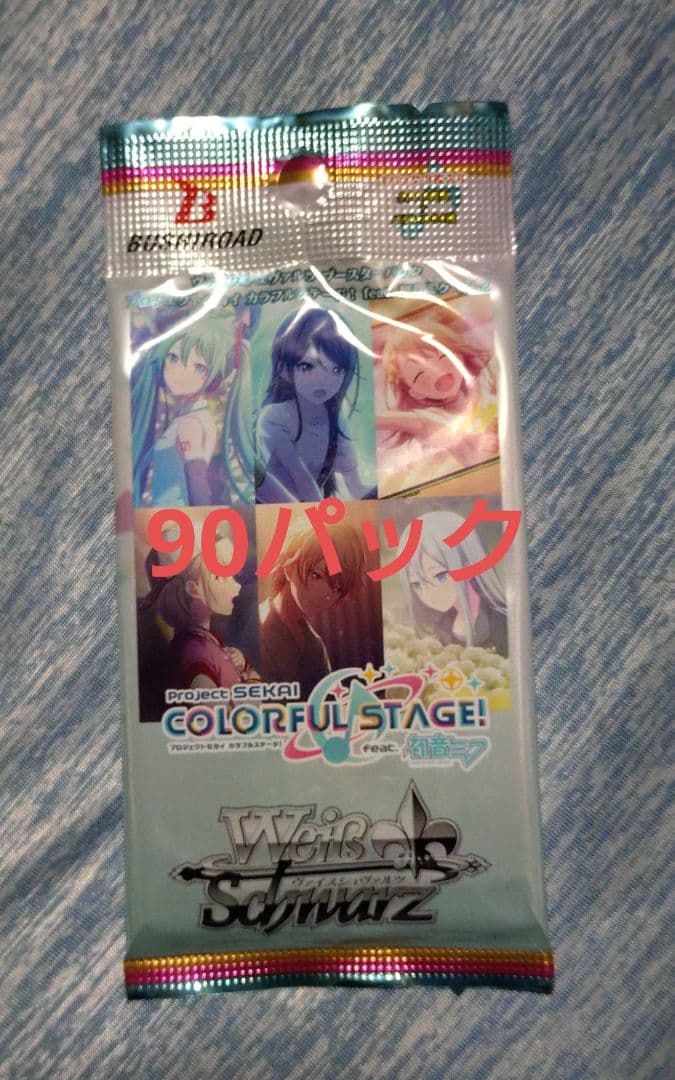 BUSHIROAD
90パック
Project SEKAI
COLORFUL STAGE!
プロジェクトセカイ カラフルステージ!
feat. 初音ミク
Weiß
ヴァイスシュヴァルツ
Schwarz